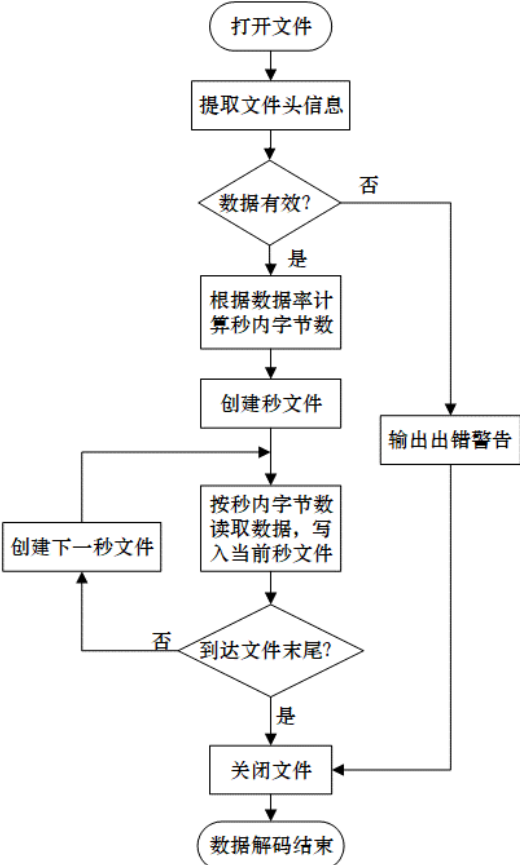 打开文件
提取文件头信息
否
数据有效?
是
根据数据率计
算秒内字节数
创建秒文件
输出出错警告
按秒内字节数
读取数据，写
入当前秒文件
创建下一秒文件
否
到达文件末尾?
是
关闭文件
数据解码结束